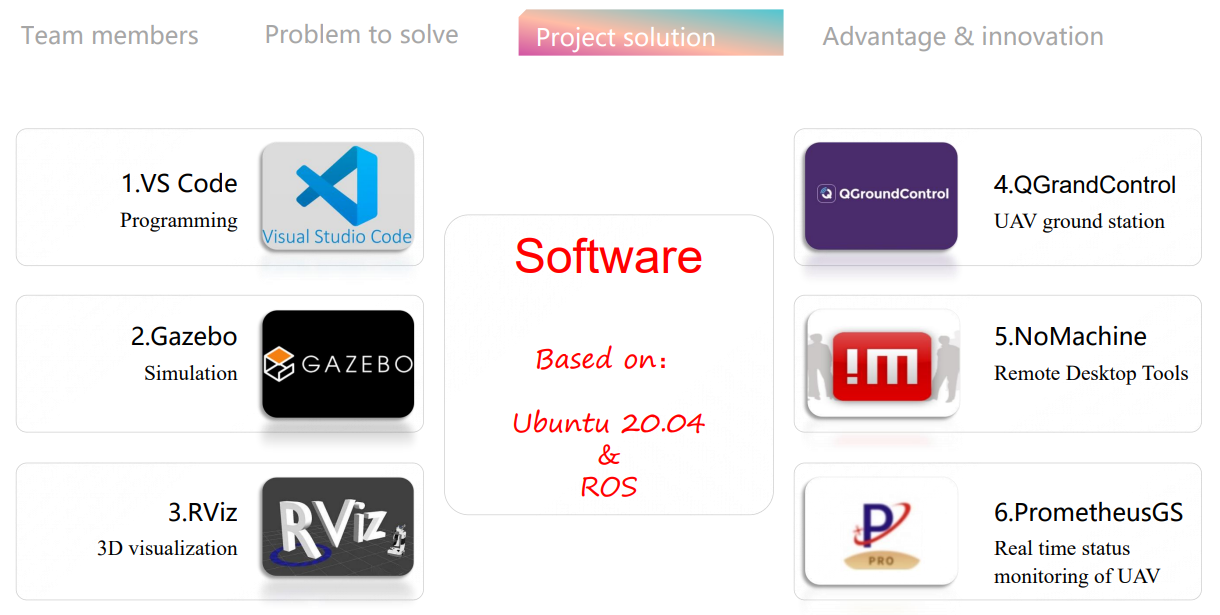 Team members
Problem to solve
Project solution
Advantage & innovation
1.VS Code
Programming
Visual Studio Code
2.Gazebo
Simulation
GAZEBO
3.RViz
3D visualization
RViz
Software
Based on:
Ubuntu 20.04
&
ROS
QGroundControl
4.QGrandControl
UAV ground station
!M
5.NoMachine
Remote Desktop Tools
P
PRO
6.PrometheusGS
Real time status
monitoring of UAV